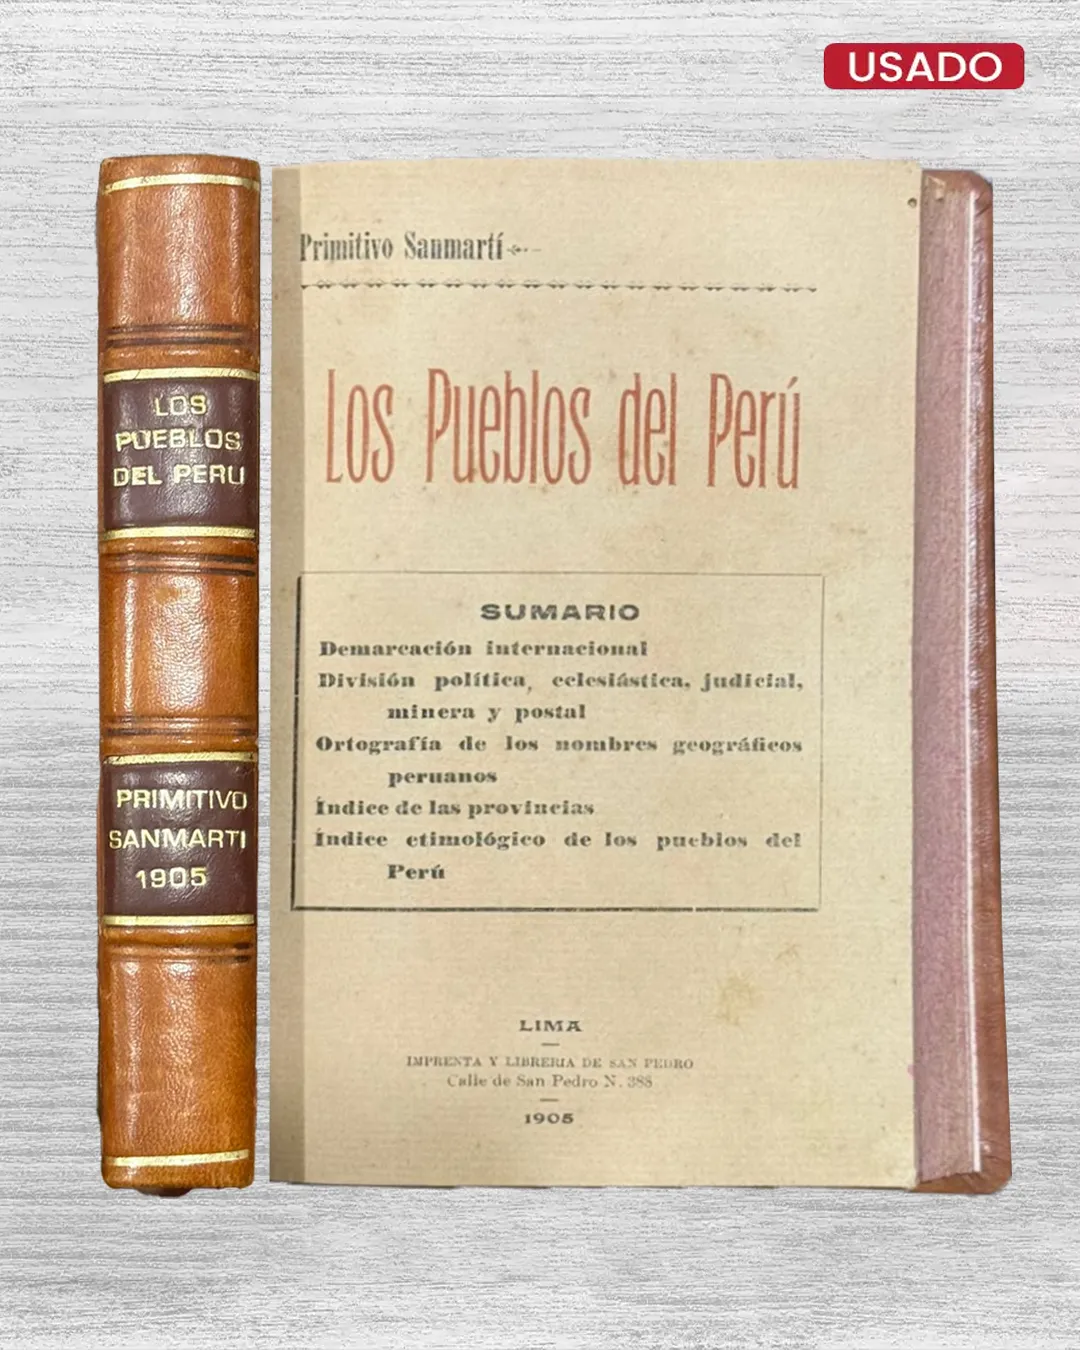 USADO
LOS
PUEBLOS
DEL PERU
PRIMITIVO
SANMARTI
1905
Primitivo Sanmartí
Los Pueblos del Perú
SUMARIO
Demarcación internacional
División política, eclesiástica, judicial,
minera y postal
Ortografía de los nombres geográficos
peruanos
Índice de las provincias
Índice etimológico de los pueblos del
Perú
LIMA
IMPRENTA Y LIBRERIA DE SAN PEDRO
Calle de San Pedro N. 388
1905